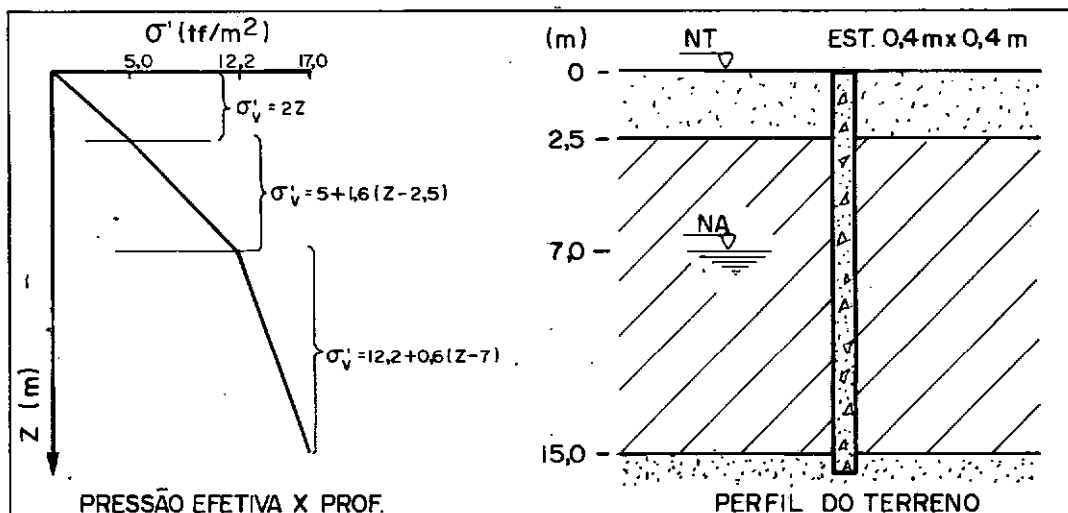 σ' (tf/m²)
5,0 12,2 17,0
σ'v = 2Z
σ'v = 5+1,6 (Z-2,5)
σ'v = 12,2+0,6(Z-7)
Z (m)
PRESSÃO EFETIVA X PROF.
(m)
NT
EST. 0,4 m x 0,4 m
0
2,5
NA
7,0
15,0
PERFIL DO TERRENO